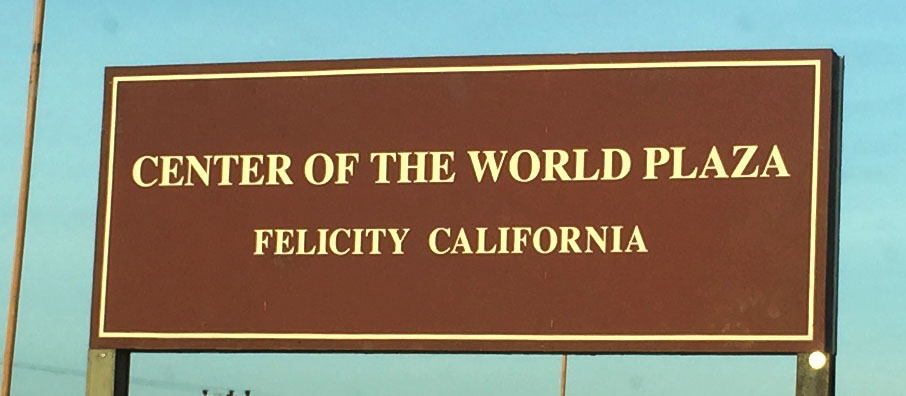 CENTER OF THE WORLD PLAZA
FELICITY CALIFORNIA